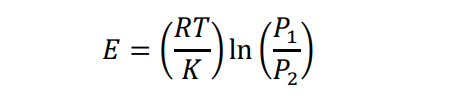 E = (RT/K) ln (P₁/P₂)